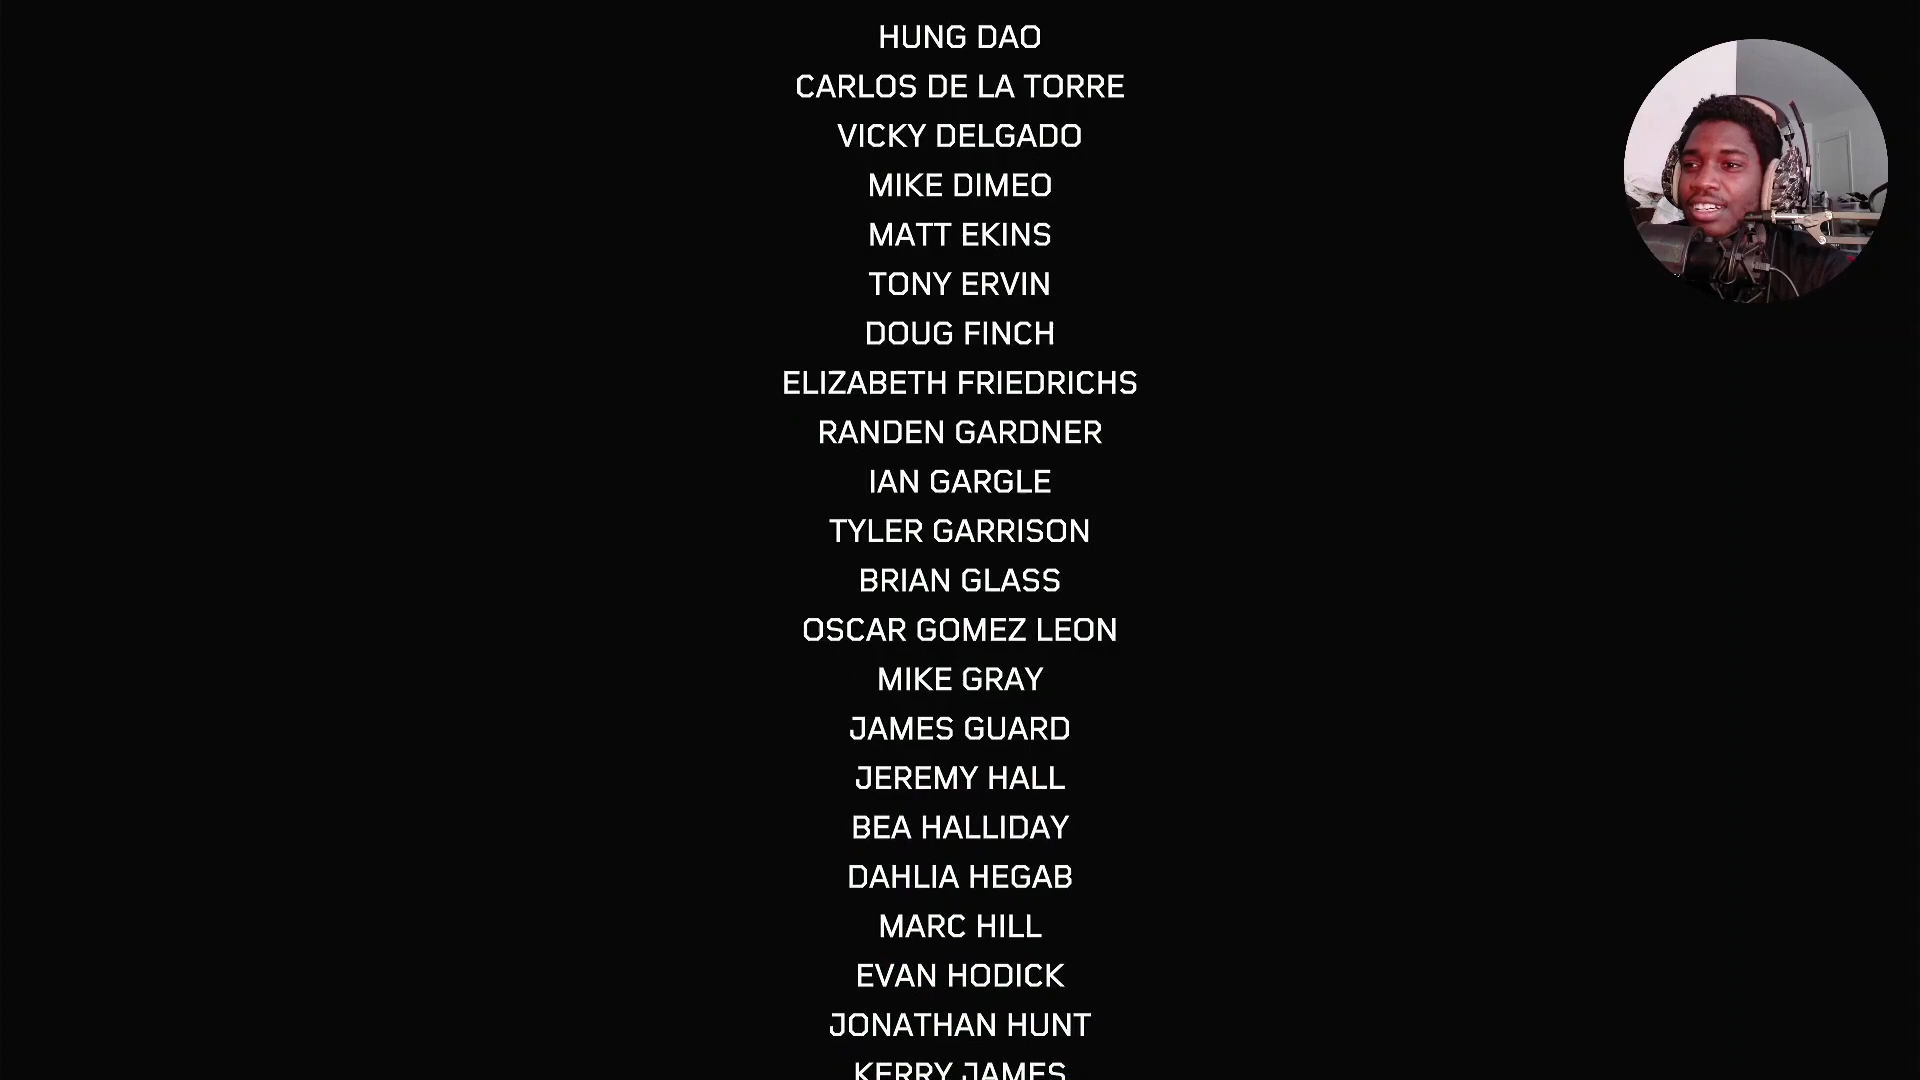 HUNG DAO
CARLOS DE LA TORRE
VICKY DELGADO
MIKE DIMEO
MATT EKINS
TONY ERVIN
DOUG FINCH
ELIZABETH FRIEDRICHS
RANDEN GARDNER
IAN GARGLE
TYLER GARRISON
BRIAN GLASS
OSCAR GOMEZ LEON
MIKE GRAY
JAMES GUARD
JEREMY HALL
BEA HALLIDAY
DAHLIA HEGAB
MARC HILL
EVAN HODICK
JONATHAN HUNT
KERRY JAMES